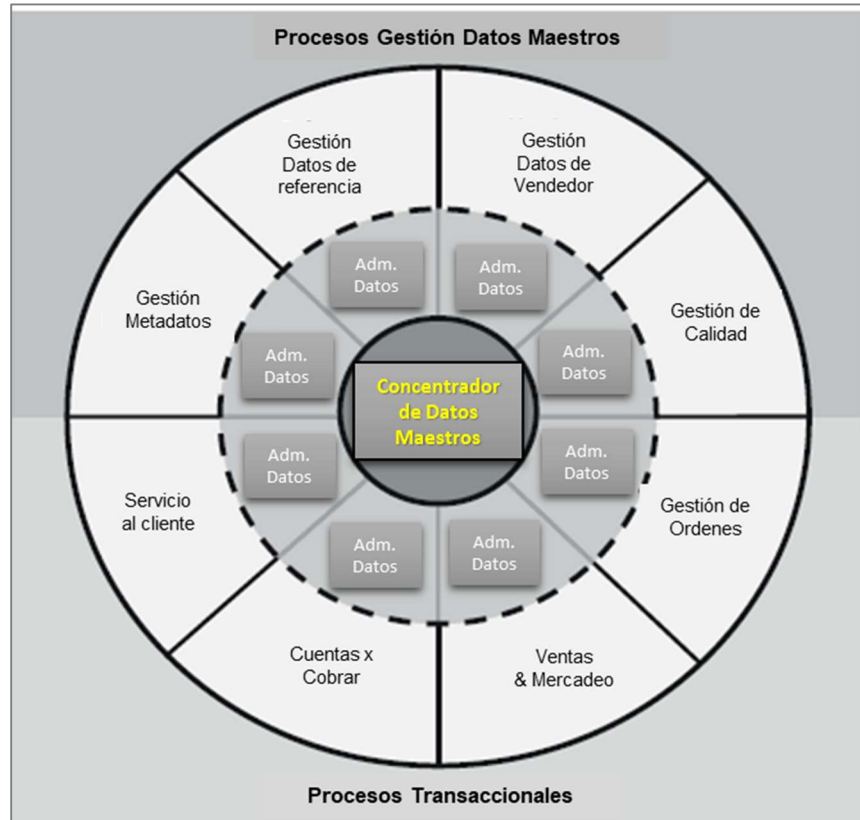 Procesos Gestión Datos Maestros
Gestión
Datos de
referencia
Gestión
Datos de
Vendedor
Adm.
Datos
Adm.
Datos
Gestión
Metadatos
Gestión de
Calidad
Adm.
Datos
Adm.
Datos
Concentrador
de Datos
Maestros
Adm.
Datos
Adm.
Datos
Servicio
al cliente
Gestión de
Ordenes
Adm.
Datos
Adm.
Datos
Cuentas x
Cobrar
Ventas
& Mercadeo
Procesos Transaccionales